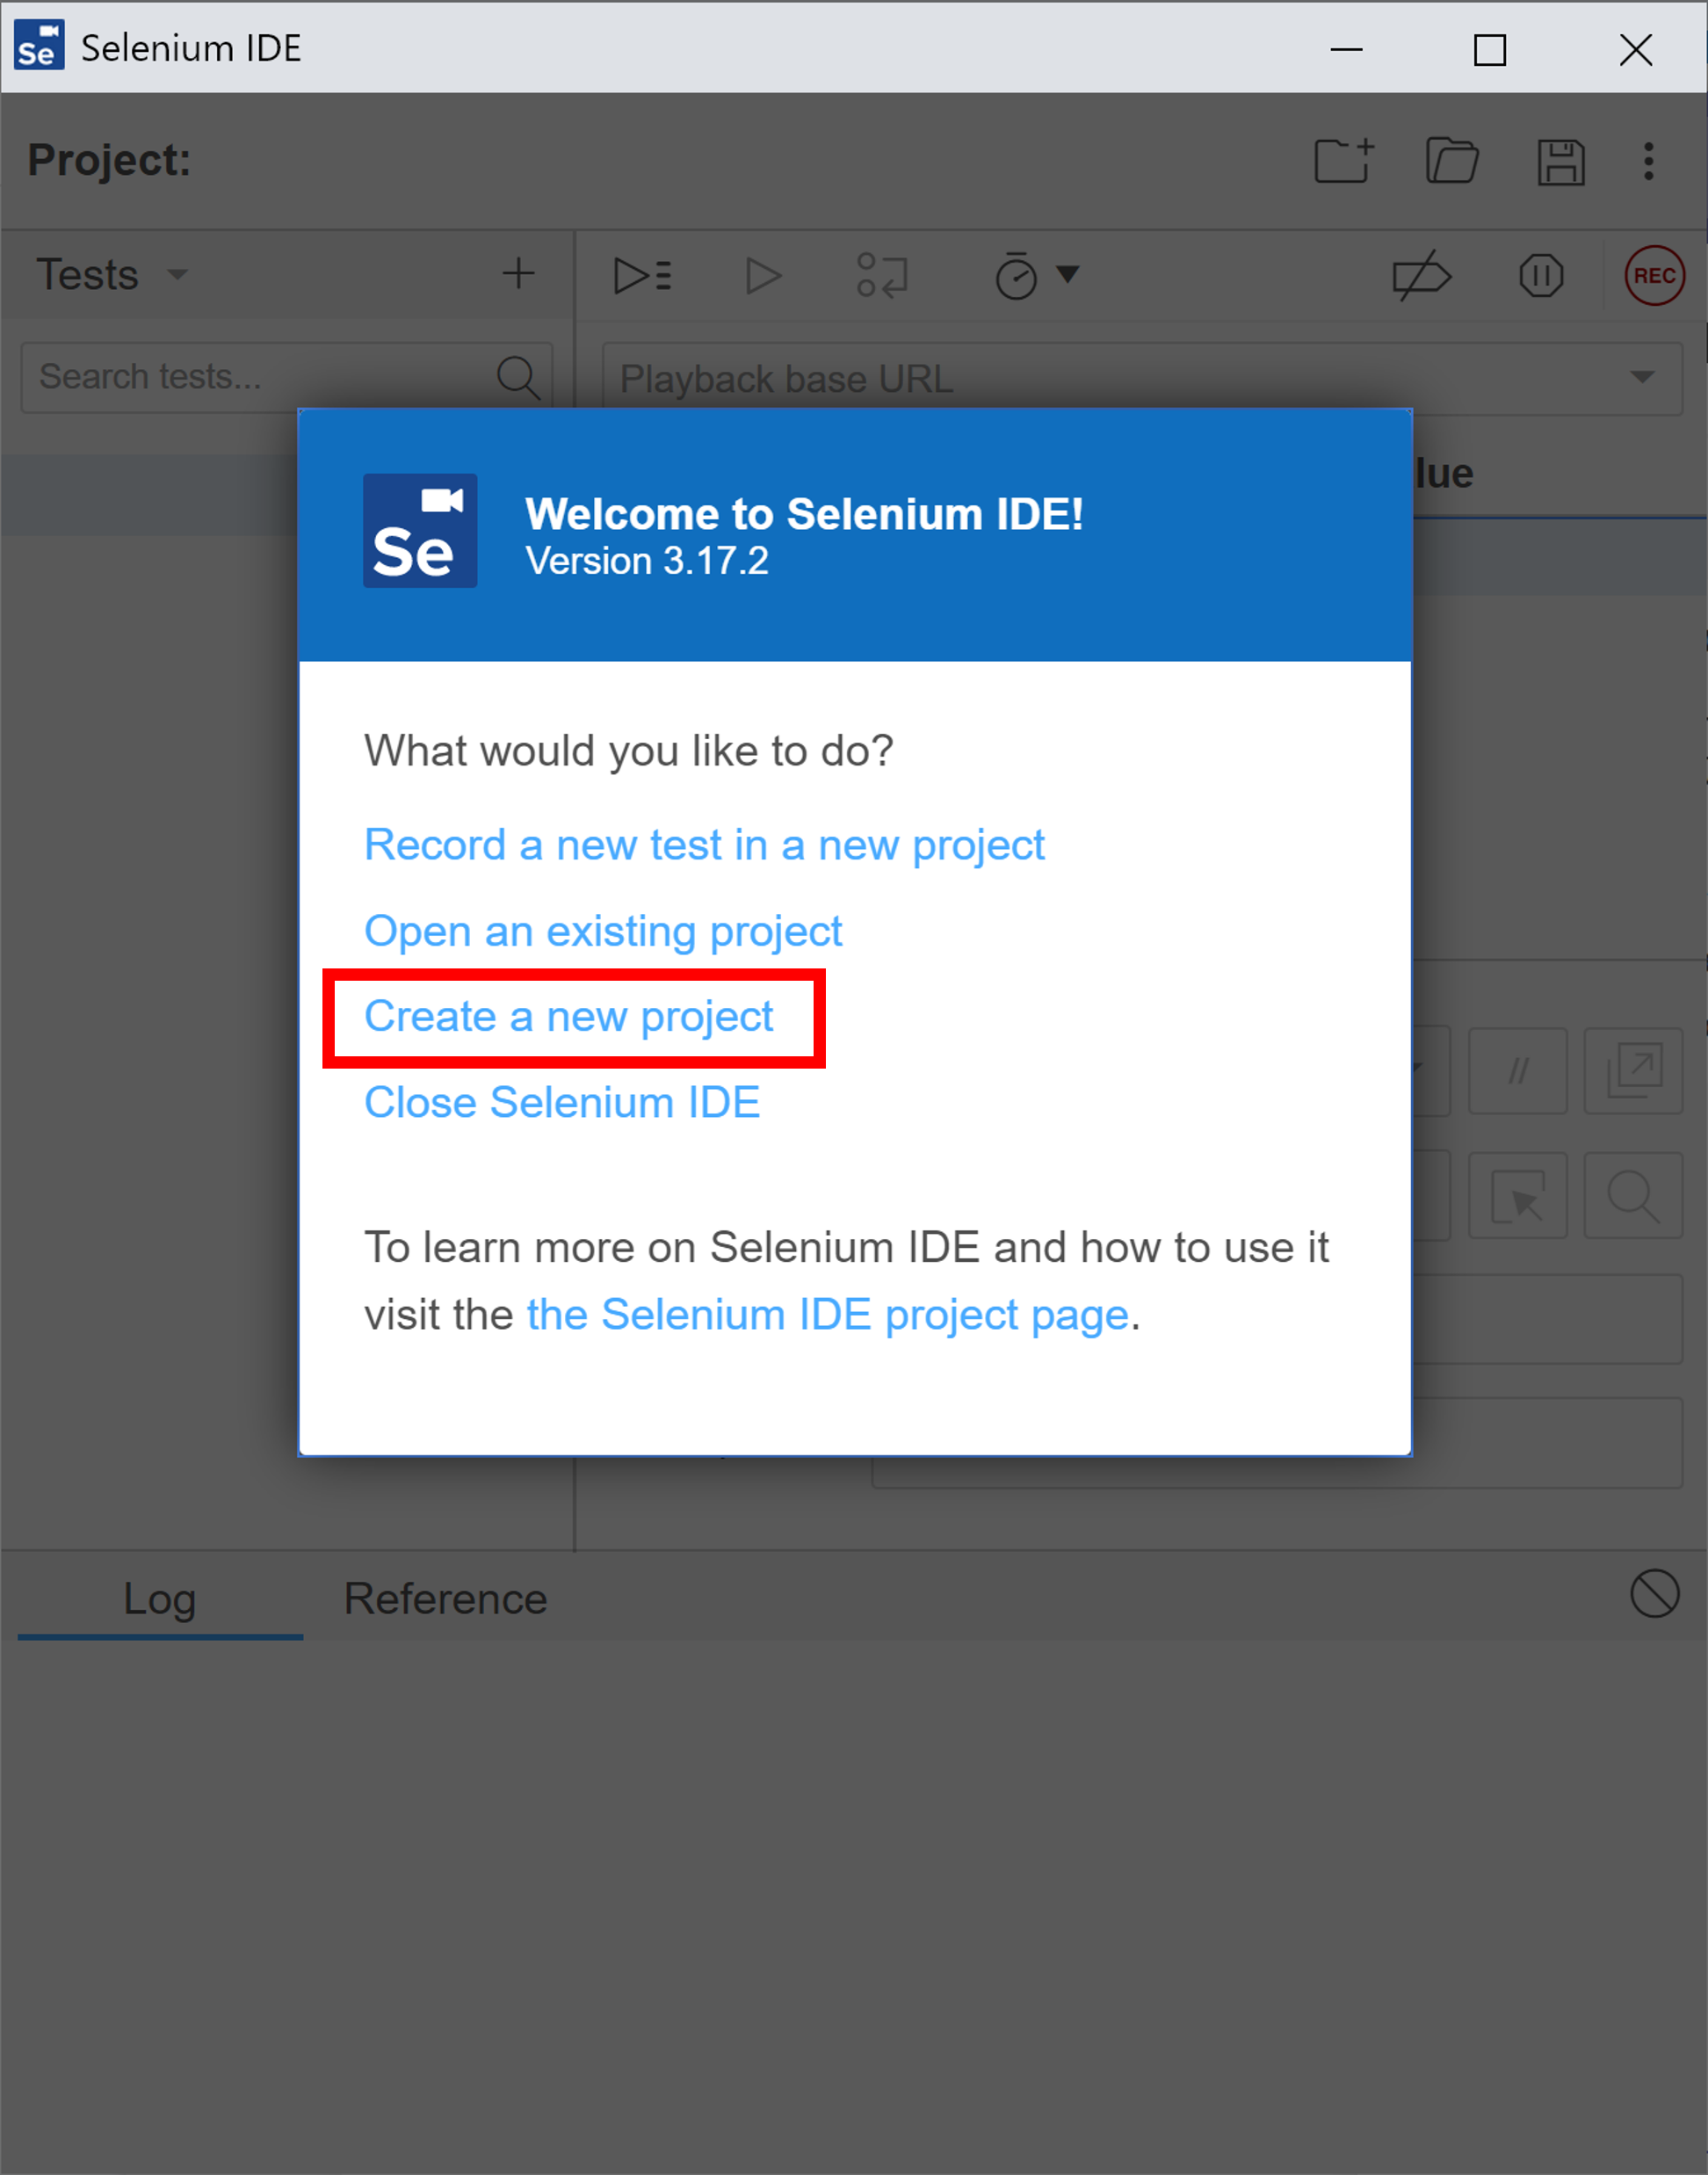 Se Selenium IDE
Project:
Tests
REC
Search tests...
Playback base URL
lue
Se
Welcome to Selenium IDE!
Version 3.17.2
What would you like to do?
Record a new test in a new project
Open an existing project
Create a new project
Close Selenium IDE
//
To learn more on Selenium IDE and how to use it
visit the the Selenium IDE project page.
Log Reference